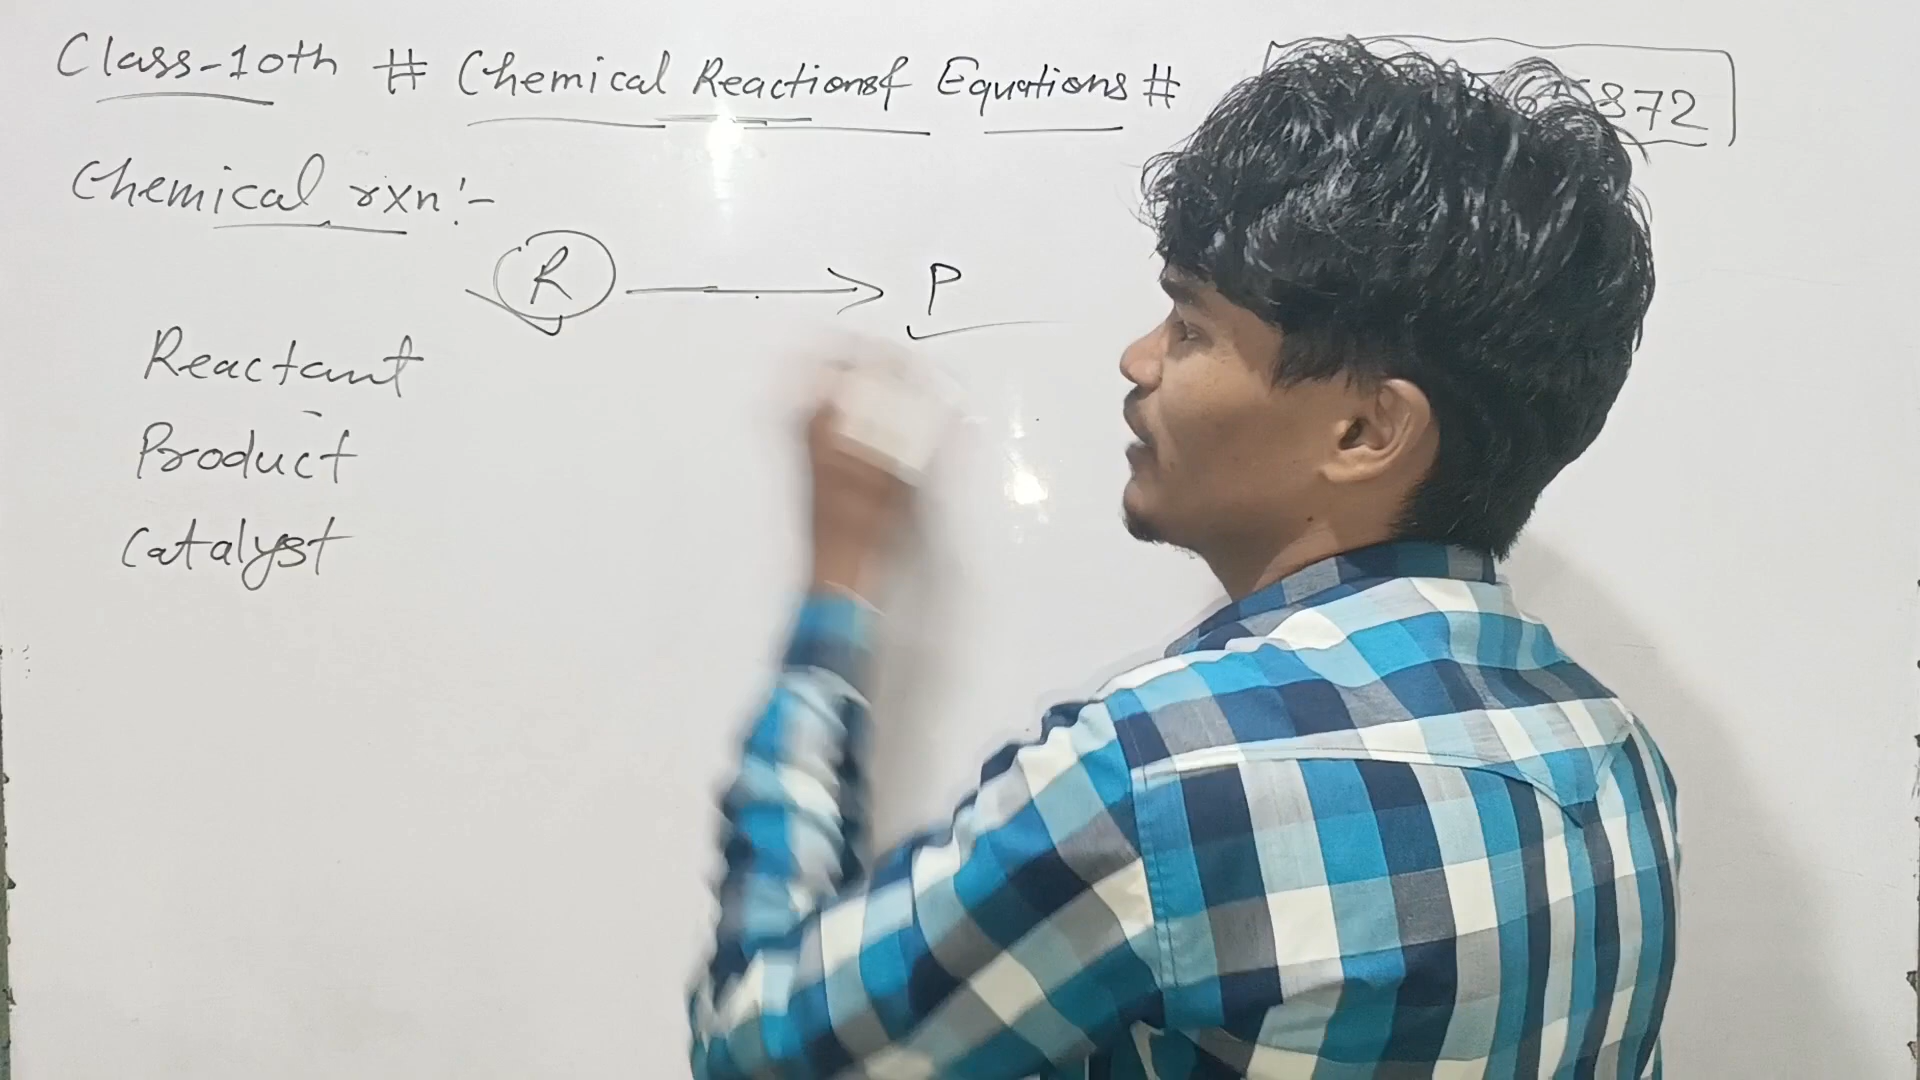 Class-10th # Chemical Reactions& Equations #
872
Chemical rxn:-
R → P
Reactant
Product
Catalyst